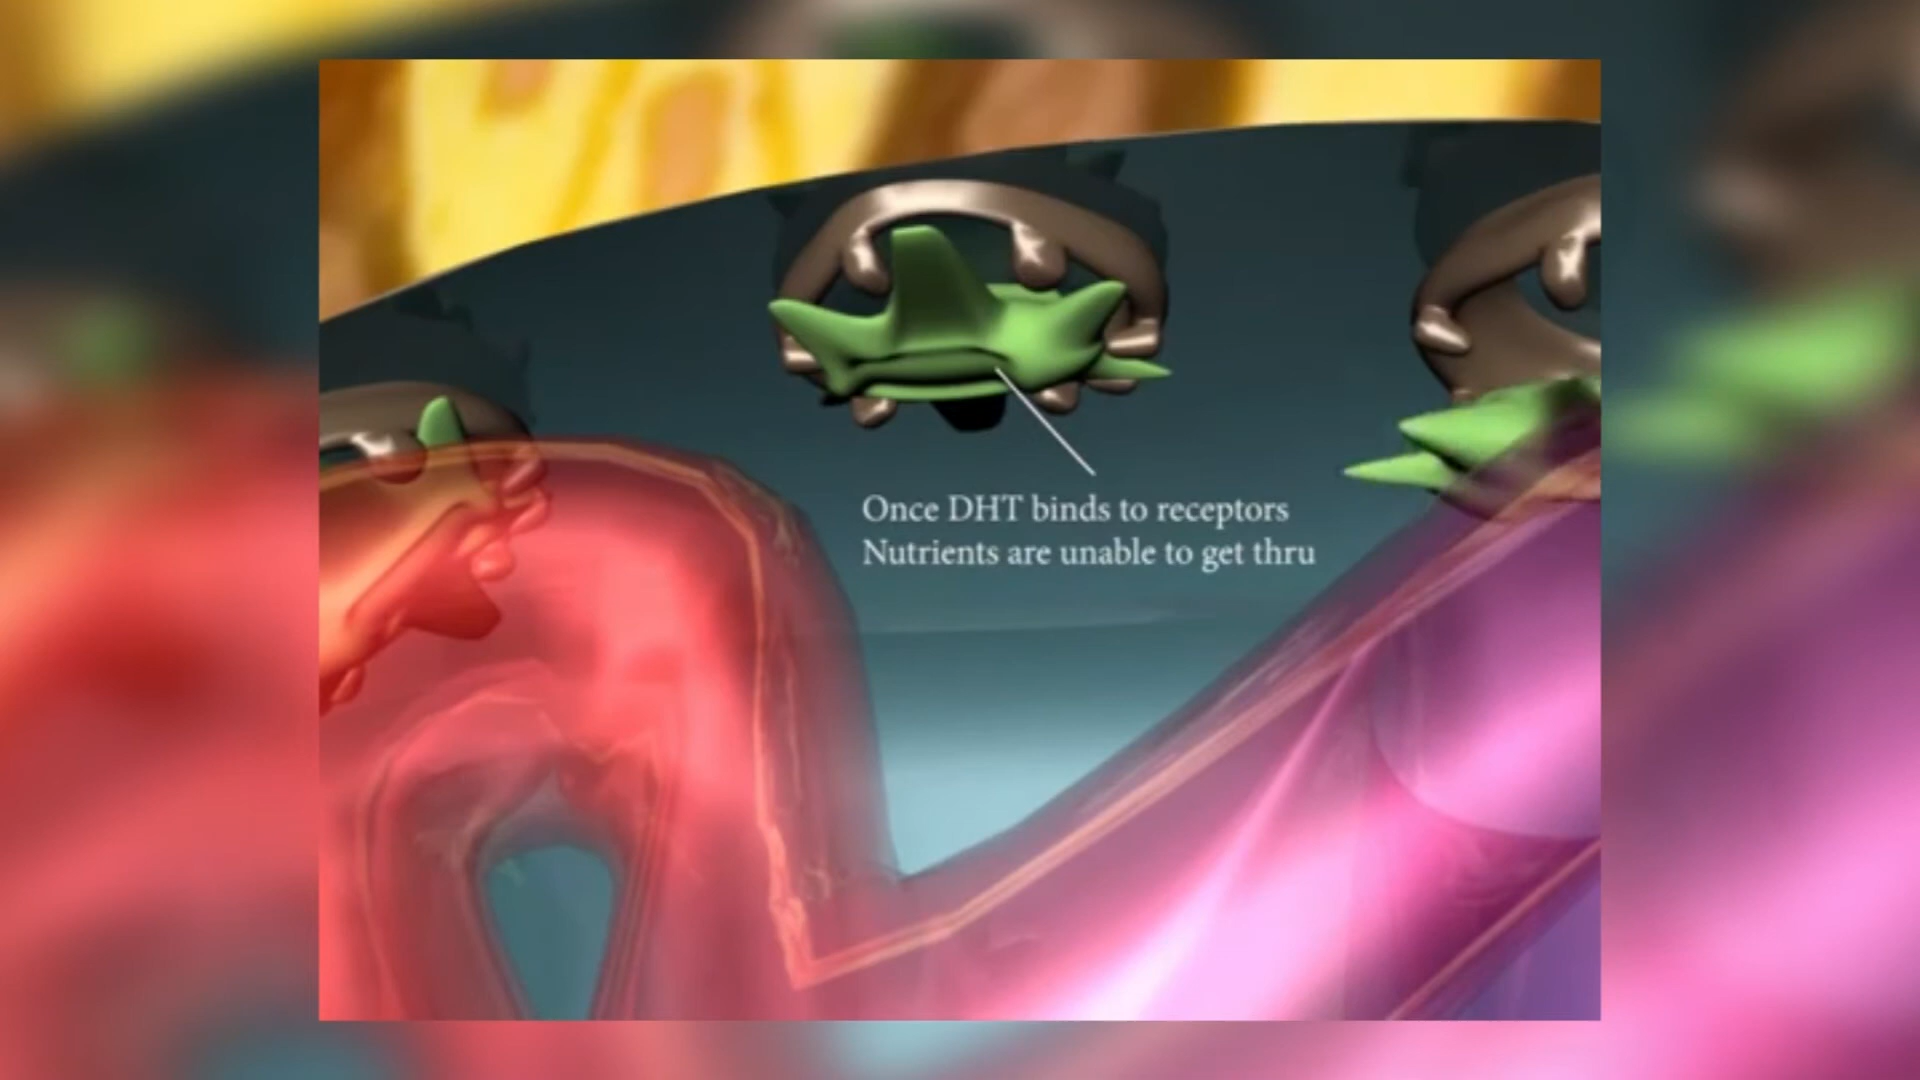 Once DHT binds to receptors
Nutrients are unable to get thru